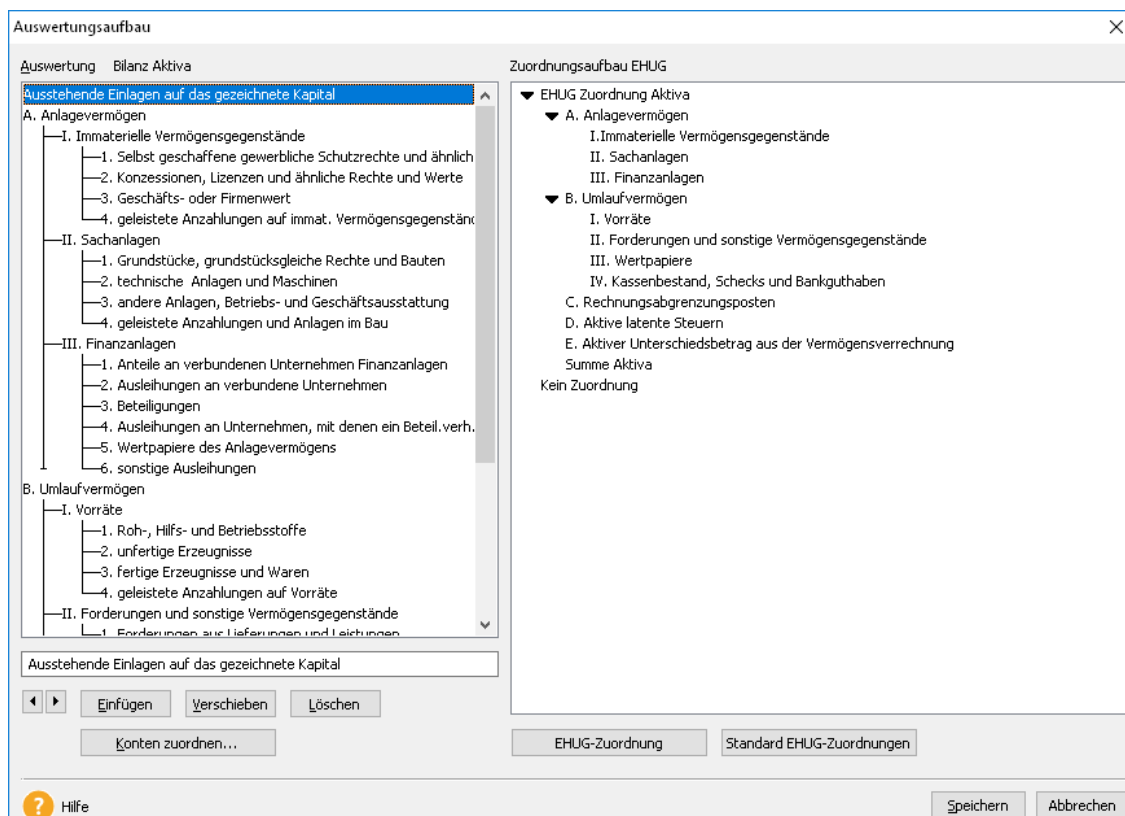 Auswertungsaufbau
Auswertung Bilanz Aktiva
Ausstehende Einlagen auf das gezeichnete Kapital
A. Anlagevermögen
I. Immaterielle Vermögensgegenstände
1. Selbst geschaffene gewerbliche Schutzrechte und ähnlich
2. Konzessionen, Lizenzen und ähnliche Rechte und Werte
3. Geschäfts- oder Firmenwert
4. geleistete Anzahlungen auf immat. Vermögensgegenständ
II. Sachanlagen
1. Grundstücke, grundstücksgleiche Rechte und Bauten
2. technische Anlagen und Maschinen
3. andere Anlagen, Betriebs- und Geschäftsausstattung
4. geleistete Anzahlungen und Anlagen im Bau
III. Finanzanlagen
1. Anteile an verbundenen Unternehmen Finanzanlagen
2. Ausleihungen an verbundene Unternehmen
3. Beteiligungen
4. Ausleihungen an Unternehmen, mit denen ein Beteil.verh.
5. Wertpapiere des Anlagevermögens
6. sonstige Ausleihungen
B. Umlaufvermögen
I. Vorräte
1. Roh-, Hilfs- und Betriebsstoffe
2. unfertige Erzeugnisse
3. fertige Erzeugnisse und Waren
4. geleistete Anzahlungen auf Vorräte
II. Forderungen und sonstige Vermögensgegenstände
1. Forderungen aus Lieferungen und Leistungen
Ausstehende Einlagen auf das gezeichnete Kapital
Einfügen Verschieben Löschen
Konten zuordnen...
Zuordnungsaufbau EHUG
EHUG Zuordnung Aktiva
A. Anlagevermögen
I.Immaterielle Vermögensgegenstände
II. Sachanlagen
III. Finanzanlagen
B. Umlaufvermögen
I. Vorräte
II. Forderungen und sonstige Vermögensgegenstände
III. Wertpapiere
IV. Kassenbestand, Schecks und Bankguthaben
C. Rechnungsabgrenzungsposten
D. Aktive latente Steuern
E. Aktiver Unterschiedsbetrag aus der Vermögensverrechnung
Summe Aktiva
Kein Zuordnung
EHUG-Zuordnung Standard EHUG-Zuordnungen
? Hilfe
Speichern Abbrechen